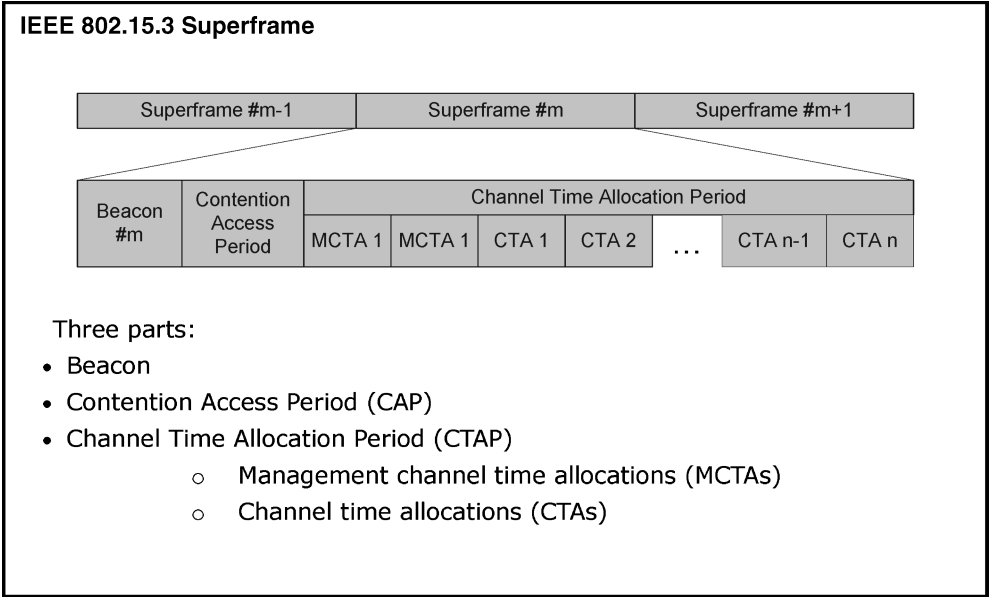 IEEE 802.15.3 Superframe
Superframe #m-1 Superframe #m Superframe #m+1
Beacon
#m
Contention
Access
Period
Channel Time Allocation Period
MCTA 1 MCTA 1 CTA 1 CTA 2 ... CTA n-1 CTA n
Three parts:
• Beacon
• Contention Access Period (CAP)
• Channel Time Allocation Period (CTAP)
○ Management channel time allocations (MCTAs)
○ Channel time allocations (CTAs)